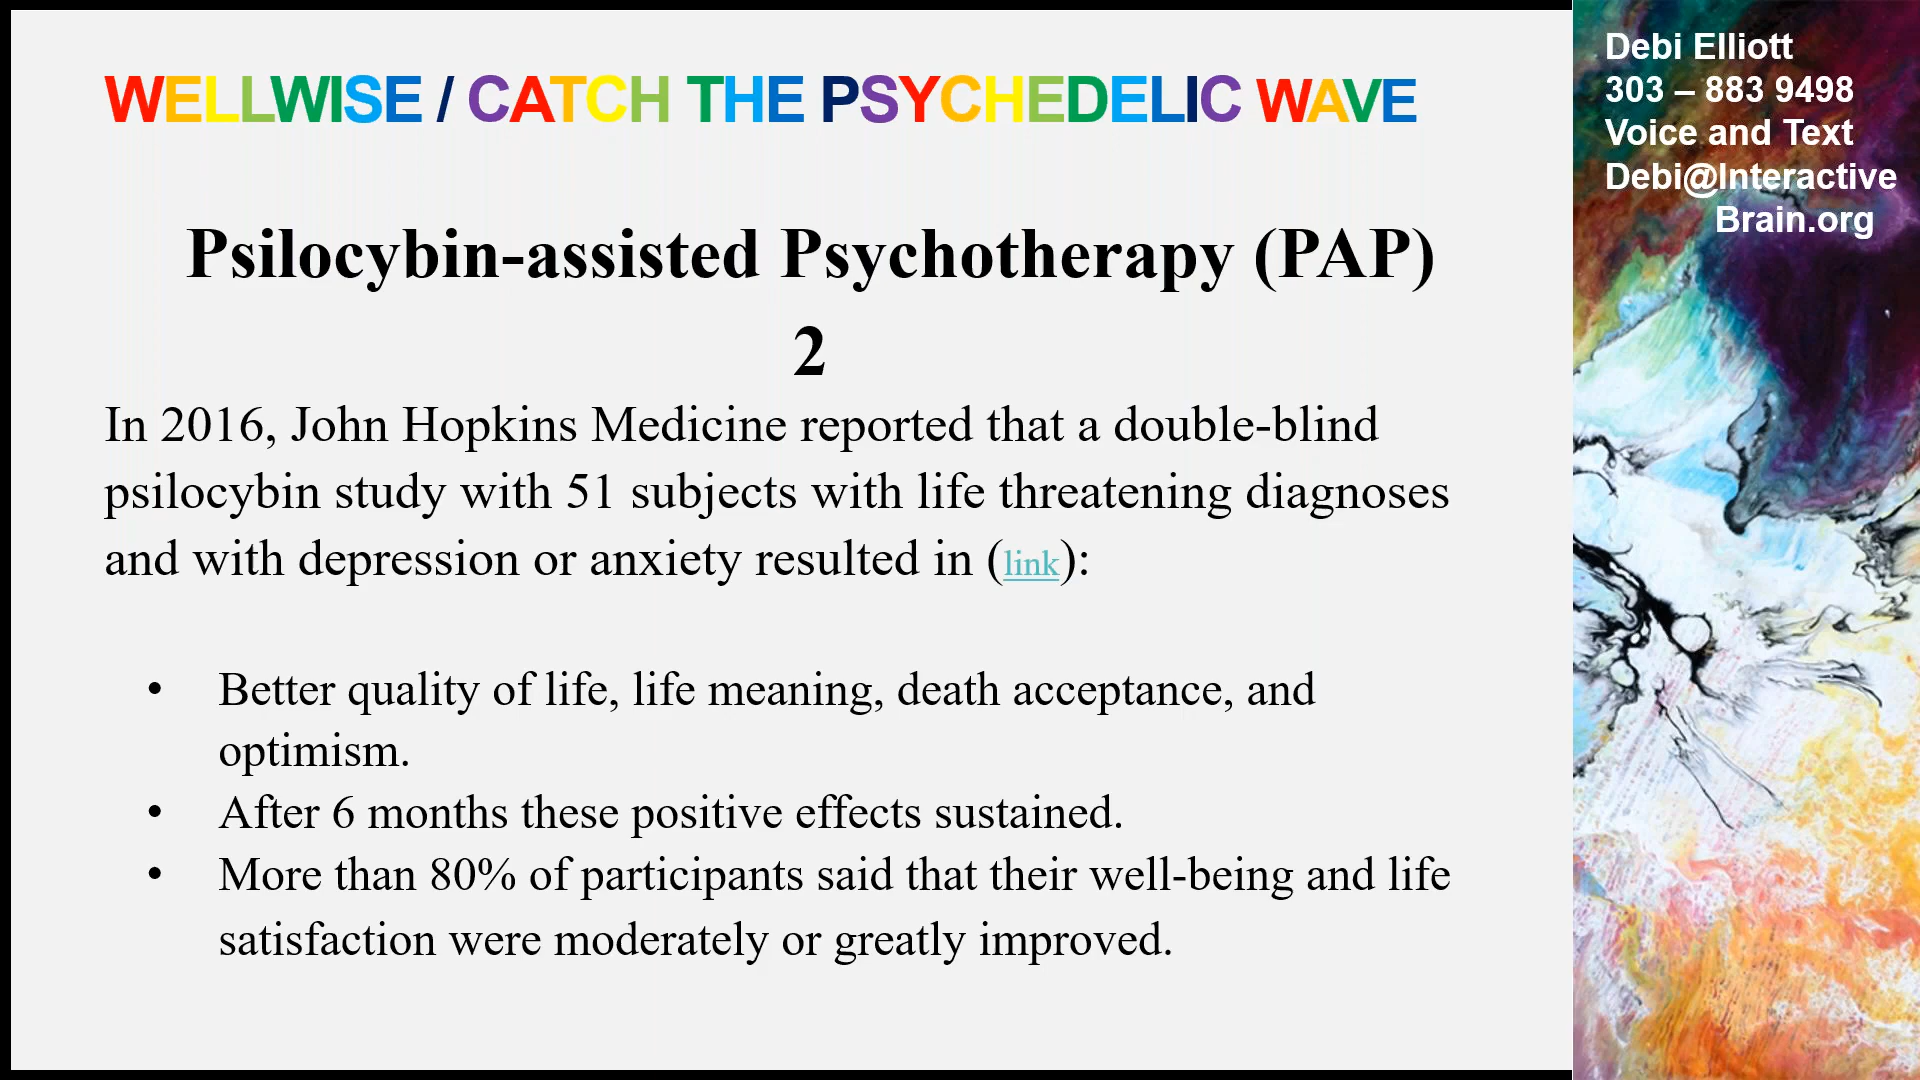 WELLWISE / CATCH THE PSYCHEDELIC WAVE
Psilocybin-assisted Psychotherapy (PAP)
2
In 2016, John Hopkins Medicine reported that a double-blind
psilocybin study with 51 subjects with life threatening diagnoses
and with depression or anxiety resulted in (link):
• Better quality of life, life meaning, death acceptance, and
optimism.
• After 6 months these positive effects sustained.
• More than 80% of participants said that their well-being and life
satisfaction were moderately or greatly improved.
Debi Elliott
303 – 883 9498
Voice and Text
Debi@Interactive
Brain.org